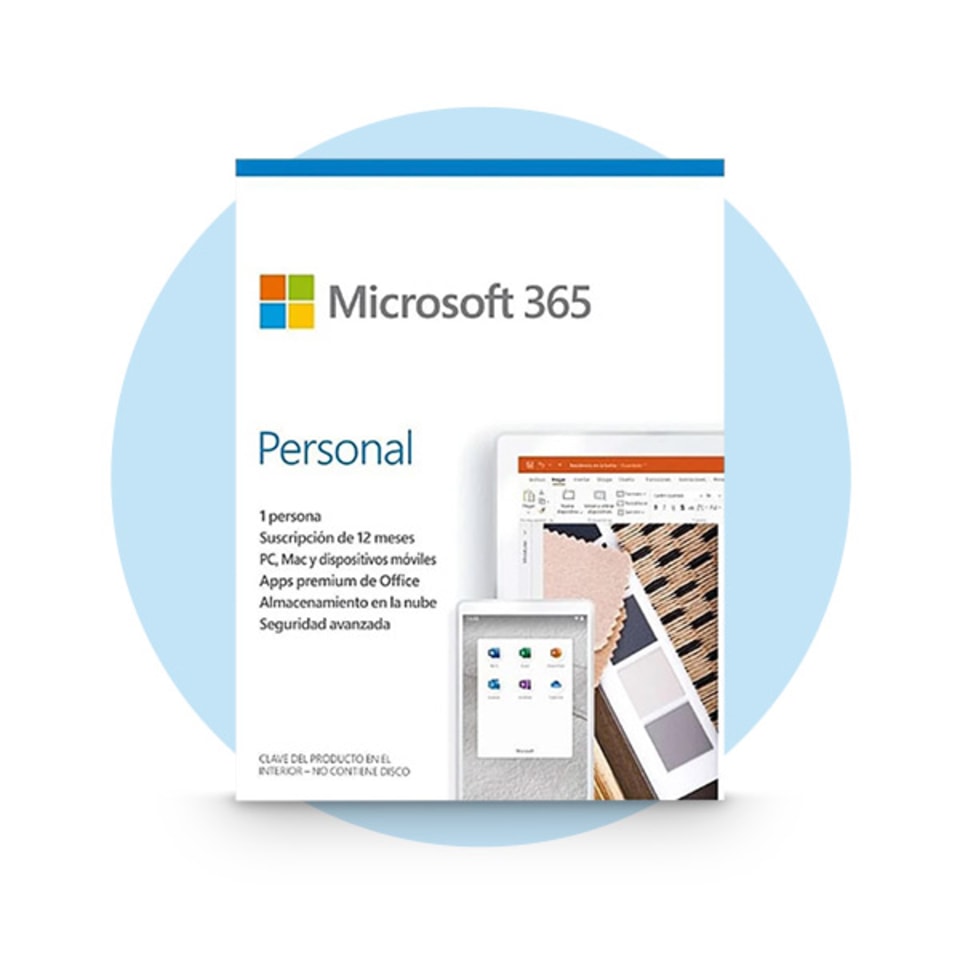 Microsoft 365
Personal
1 persona
Suscripción de 12 meses
PC, Mac y dispositivos móviles
Apps premium de Office
Almacenamiento en la nube
Seguridad avanzada
CLAVE DEL PRODUCTO EN EL
INTERIOR – NO CONTIENE DISCO
Microsoft